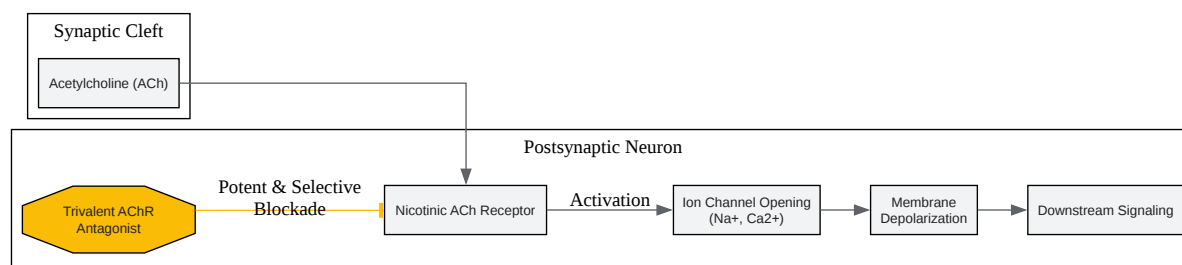 Synaptic Cleft
Acetylcholine (ACh)
Postsynaptic Neuron
Trivalent AChR
Antagonist
Potent & Selective
Blockade
Nicotinic ACh Receptor
Activation
Ion Channel Opening
(Na+, Ca2+)
Membrane
Depolarization
Downstream Signaling